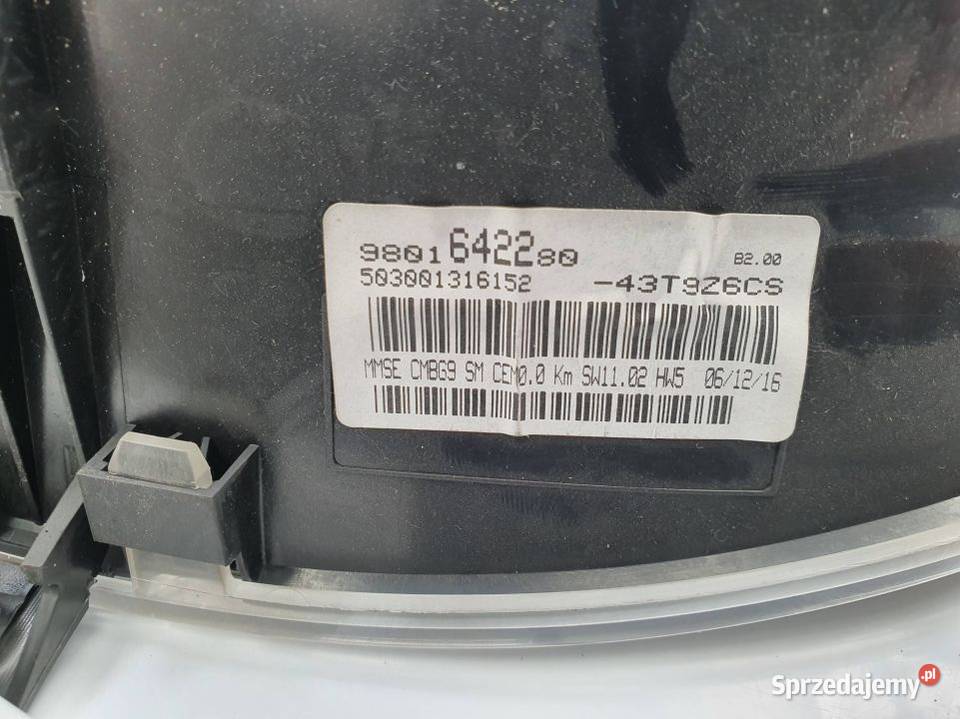 9801642280 B2.00
503001316152 -43T9Z6CS
MMSE CMBG9 SM CEM0.0 Km SW11.02 HW5 06/12/16
Sprzedajemy.pl